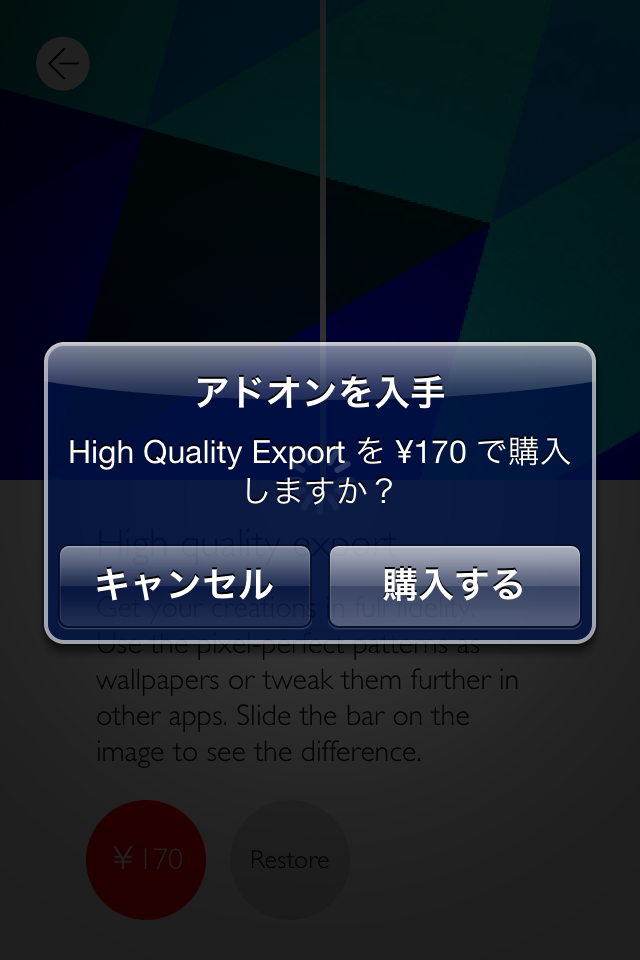 アドオンを入手
High Quality Export を ¥170 で購入
しますか？
キャンセル
購入する
High quality export
Get your creations in full fidelity.
Use the pixel-perfect patterns as
wallpapers or tweak them further in
other apps. Slide the bar on the
image to see the difference.
¥170
Restore